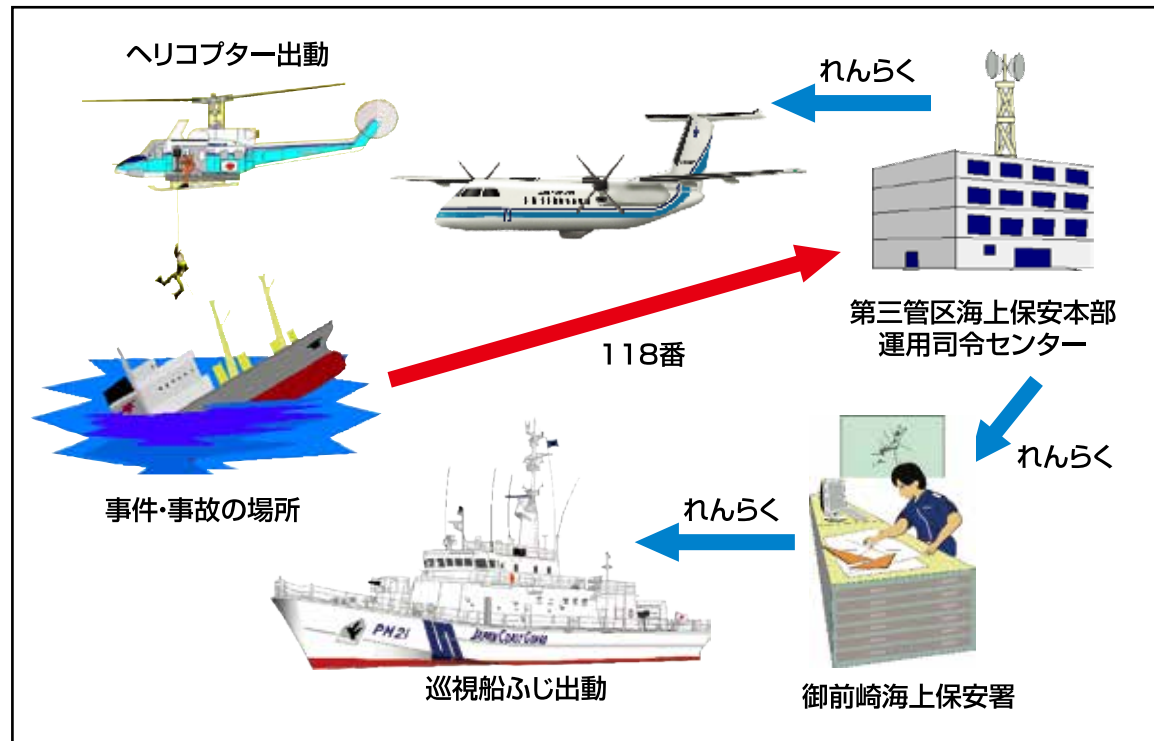 ヘリコプター出動
れんらく
第三管区海上保安本部
運用司令センター
118番
れんらく
事件・事故の場所
れんらく
PM21
JAPAN COAST GUARD
巡視船ふじ出動
御前崎海上保安署